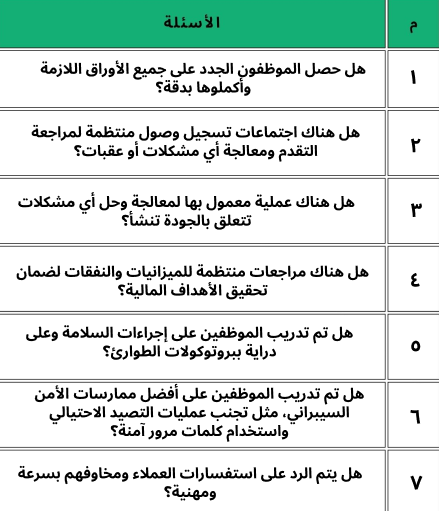 م الأسئلة
١ هل حصل الموظفون الجدد على جميع الأوراق اللازمة
وأكملوها بدقة؟
٢ هل هناك اجتماعات تسجيل وصول منتظمة لمراجعة
التقدم ومعالجة أي مشكلات أو عقبات؟
٣ هل هناك عملية معمول بها لمعالجة وحل أي مشكلات
تتعلق بالجودة تنشأ؟
٤ هل هناك مراجعات منتظمة للميزانيات والنفقات لضمان
تحقيق الأهداف المالية؟
٥ هل تم تدريب الموظفين على إجراءات السلامة وعلى
دراية ببروتوكولات الطوارئ؟
٦ هل تم تدريب الموظفين على أفضل ممارسات الأمن
السيبراني، مثل تجنب عمليات التصيد الاحتيالي
واستخدام كلمات مرور آمنة؟
٧ هل يتم الرد على استفسارات العملاء ومخاوفهم بسرعة
ومهنية؟